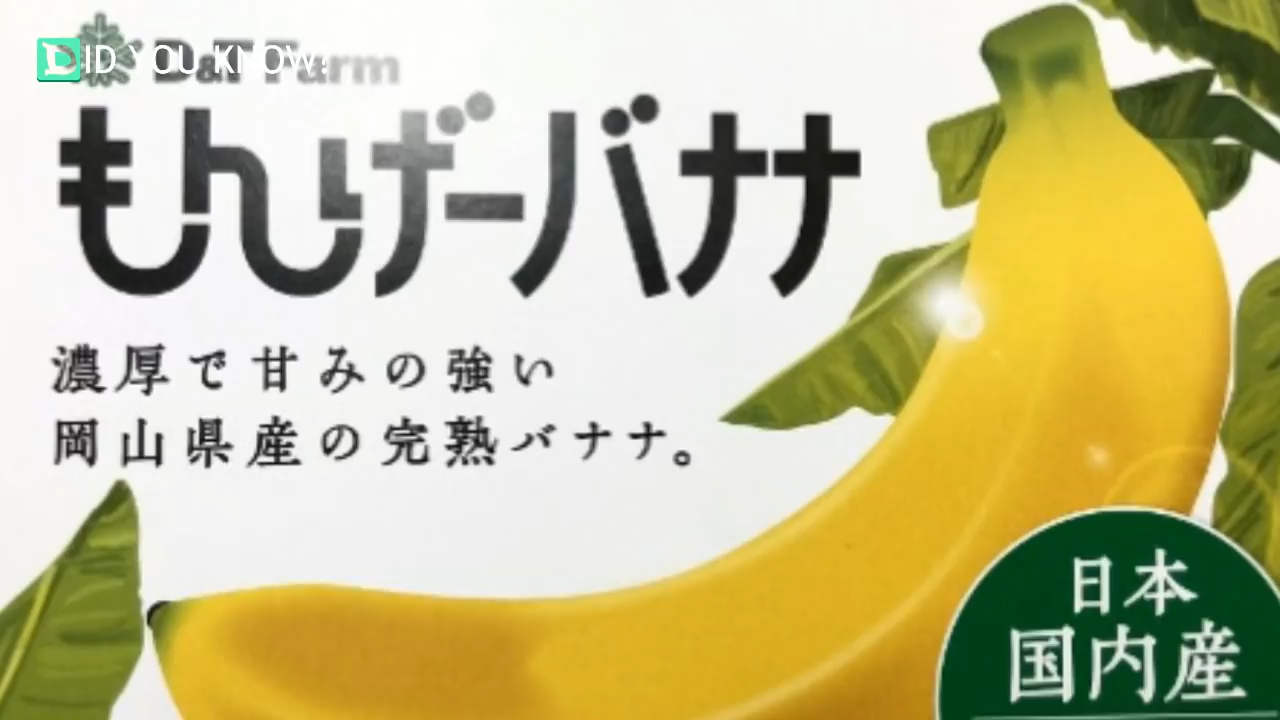 DID YOU KNOW?
D&T Farm
もんげーバナナ
濃厚で甘みの強い
岡山県産の完熟バナナ。
日本
国内産